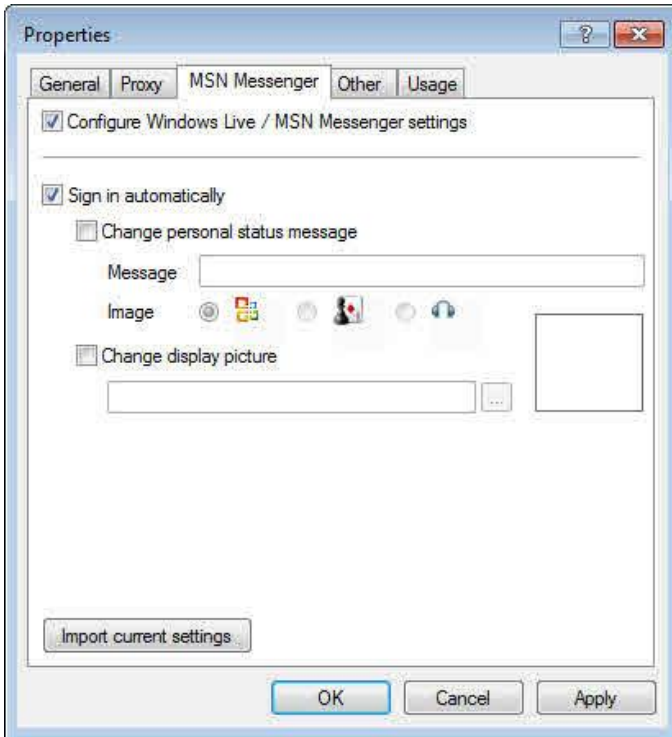 Properties
?
General Proxy MSN Messenger Other Usage
Configure Windows Live / MSN Messenger settings
Sign in automatically
Change personal status message
Message
Image
Change display picture
...
Import current settings
OK Cancel Apply